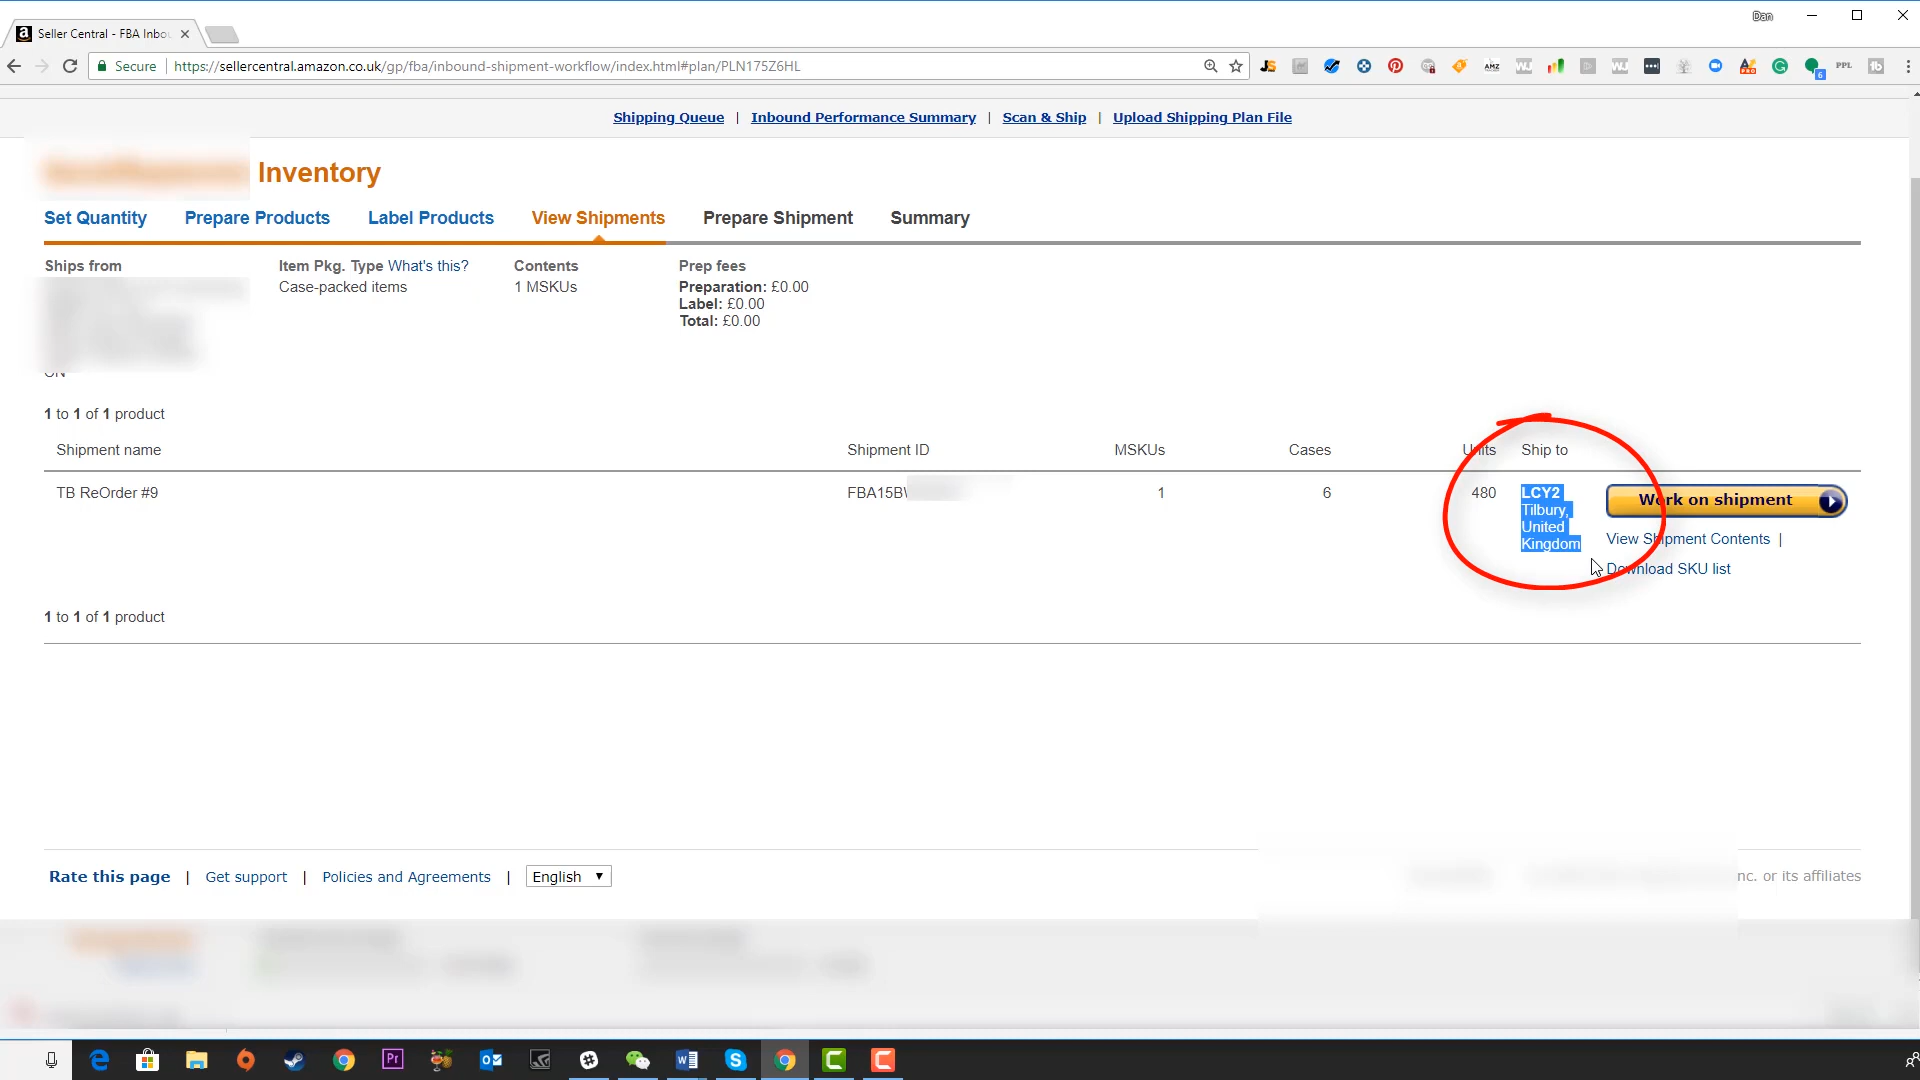 Dan
Seller Central - FBA Inbo
Secure https://sellercentral.amazon.co.uk/gp/fba/inbound-shipment-workflow/index.html#plan/PLN175Z6HL
Shipping Queue | Inbound Performance Summary | Scan & Ship | Upload Shipping Plan File
Inventory
Set Quantity Prepare Products Label Products View Shipments Prepare Shipment Summary
Ships from Item Pkg. Type What's this? Contents Prep fees
Case-packed items 1 MSKUs Preparation: £0.00
Label: £0.00
Total: £0.00
1 to 1 of 1 product
Shipment name Shipment ID MSKUs Cases Units Ship to
TB ReOrder #9 FBA15B 1 6 480 LCY2 Work on shipment
Tilbury,
United
Kingdom
View Shipment Contents |
Download SKU list
1 to 1 of 1 product
Rate this page | Get support | Policies and Agreements | English nc. or its affiliates